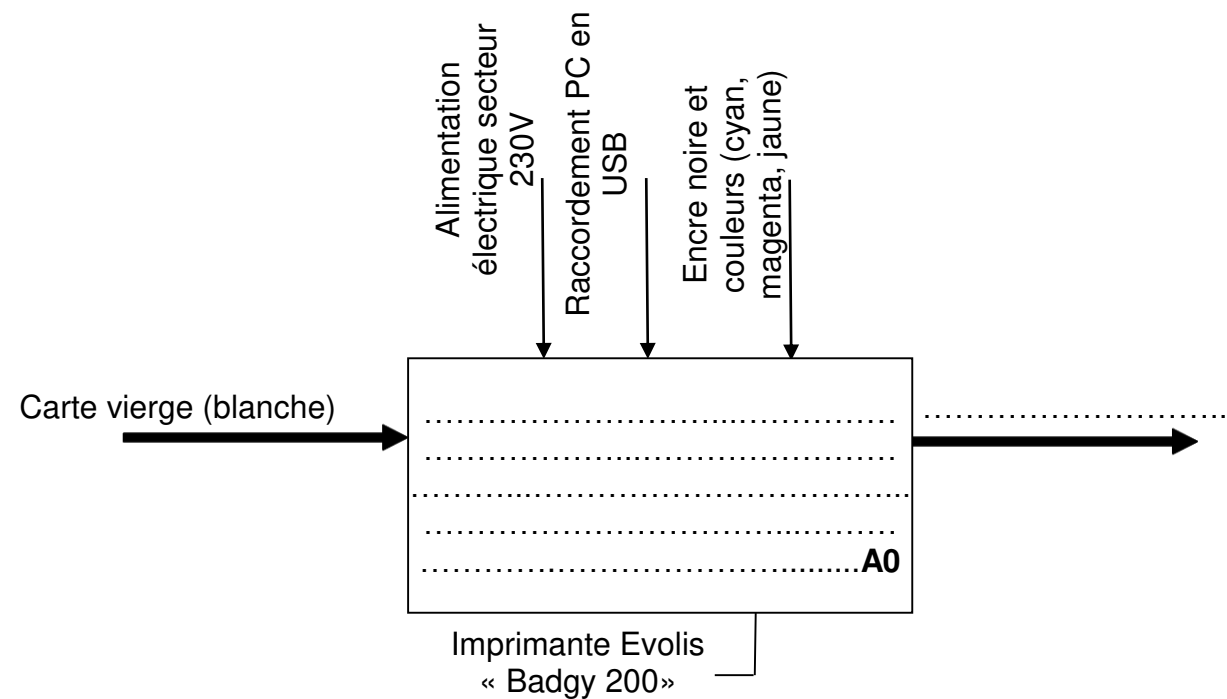 Alimentation
électrique secteur
230V
Raccordement PC en
USB
Encre noire et
couleurs (cyan,
magenta, jaune)
Carte vierge (blanche)
................................
..................................................
..................................................
.....................................................
..................................................
..................................................A0
Imprimante Evolis
« Badgy 200»